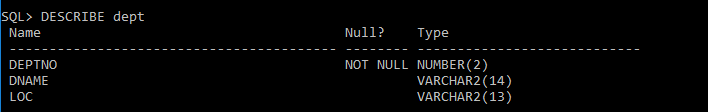 SQL> DESCRIBE dept
Name Null? Type
----------------------------------------- -------- ----------------------------
DEPTNO NOT NULL NUMBER(2)
DNAME VARCHAR2(14)
LOC VARCHAR2(13)